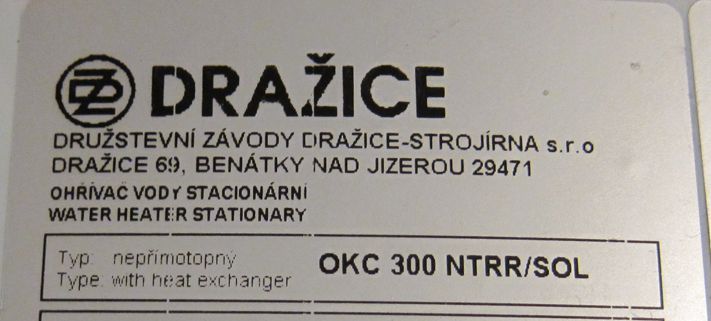 DZ DRAŽICE
DRUŽSTEVNÍ ZÁVODY DRAŽICE-STROJÍRNA s.r.o
DRAŽICE 69, BENÁTKY NAD JIZEROU 29471
OHŘÍVAČ VODY STACIONÁRNÍ
WATER HEATER STATIONARY
Typ: nepřímotopný OKC 300 NTRR/SOL
Type: with heat exchanger